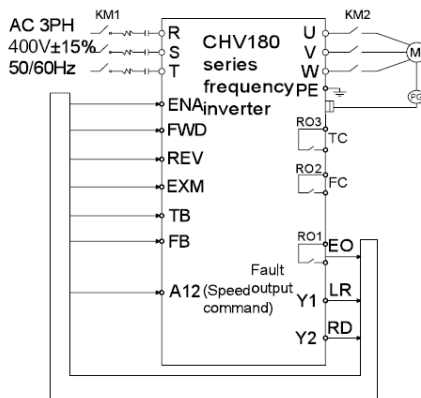 AC 3PH
400V±15%
50/60Hz
KM1
R
S
T
CHV180
series
frequency
inverter
U
V
W
PE
KM2
M
PG
ENA
FWD
REV
EXM
TB
FB
A12 (Speed
command)
RO3
TC
RO2
FC
RO1
EO
Fault
output
Y1
LR
Y2
RD